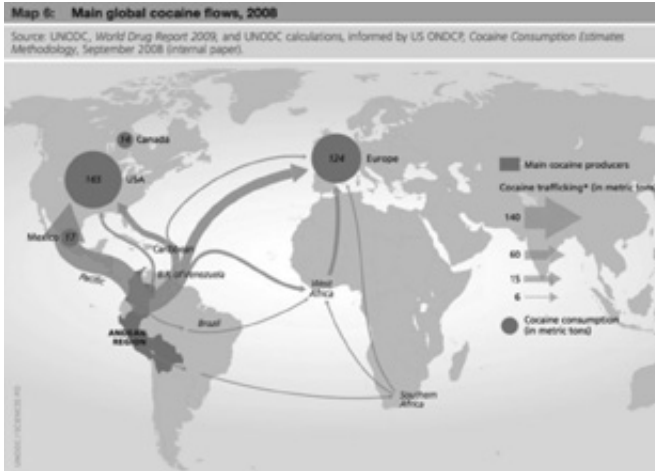 Map 6: Main global cocaine flows, 2008
Source: UNODC, World Drug Report 2009, and UNODC calculations, informed by US ONDCP, Cocaine Consumption Estimates
Methodology, September 2008 (internal paper).
14 Canada
165 USA
124 Europe
Main cocaine producers
Cocaine trafficking* (in metric tons)
140
60
15
6
Cocaine consumption
(in metric tons)
Mexico 17
Caribbean
Pacific
B.R. of Venezuela
West
Africa
Brazil
ANDEAN
REGION
Southern
Africa